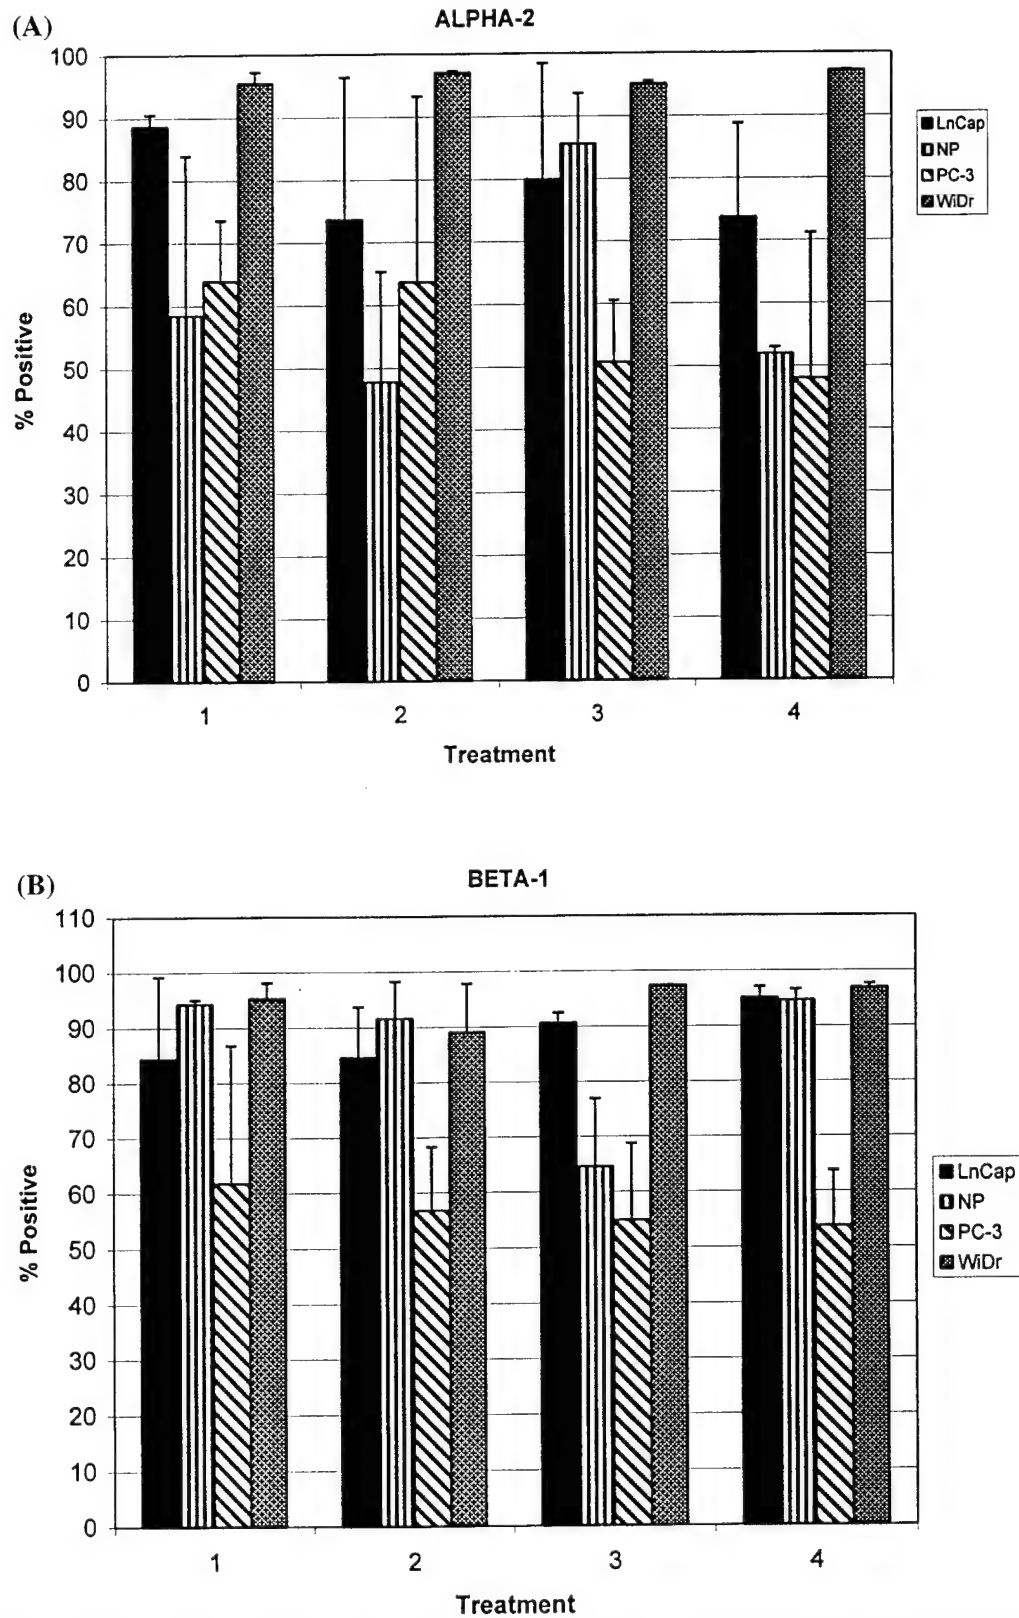 (A)
ALPHA-2
100
90
80
70
60
50
40
30
20
10
0
% Positive
1 2 3 4
Treatment
LnCap
NP
PC-3
WiDr
(B)
BETA-1
110
100
90
80
70
60
50
40
30
20
10
0
% Positive
1 2 3 4
Treatment
LnCap
NP
PC-3
WiDr